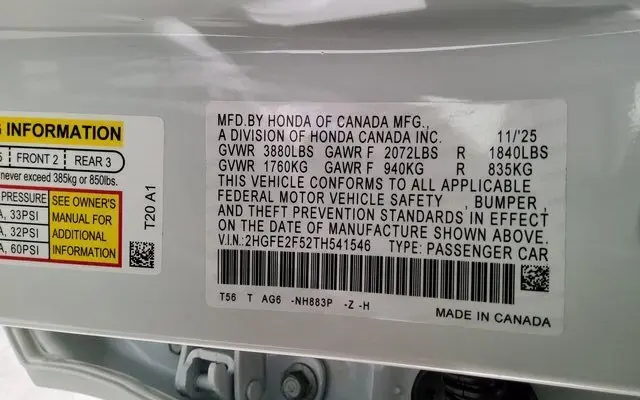 G INFORMATION
5 FRONT 2 REAR 3
never exceed 385kg or 850lbs.
A, 33PSI
A, 32PSI
A, 60PSI
SEE OWNER'S
MANUAL FOR
ADDITIONAL
INFORMATION
T20 A1
MFD.BY HONDA OF CANADA MFG.,
A DIVISION OF HONDA CANADA INC. 11/'25
GVWR 3880LBS GAWR F 2072LBS R 1840LBS
GVWR 1760KG GAWR F 940KG R 835KG
THIS VEHICLE CONFORMS TO ALL APPLICABLE
FEDERAL MOTOR VEHICLE SAFETY , BUMPER,
AND THEFT PREVENTION STANDARDS IN EFFECT
ON THE DATE OF MANUFACTURE SHOWN ABOVE.
V.I.N.: 2HGFE2F52TH541546 TYPE: PASSENGER CAR
T56 T AG6 -NH883P -Z -H
MADE IN CANADA